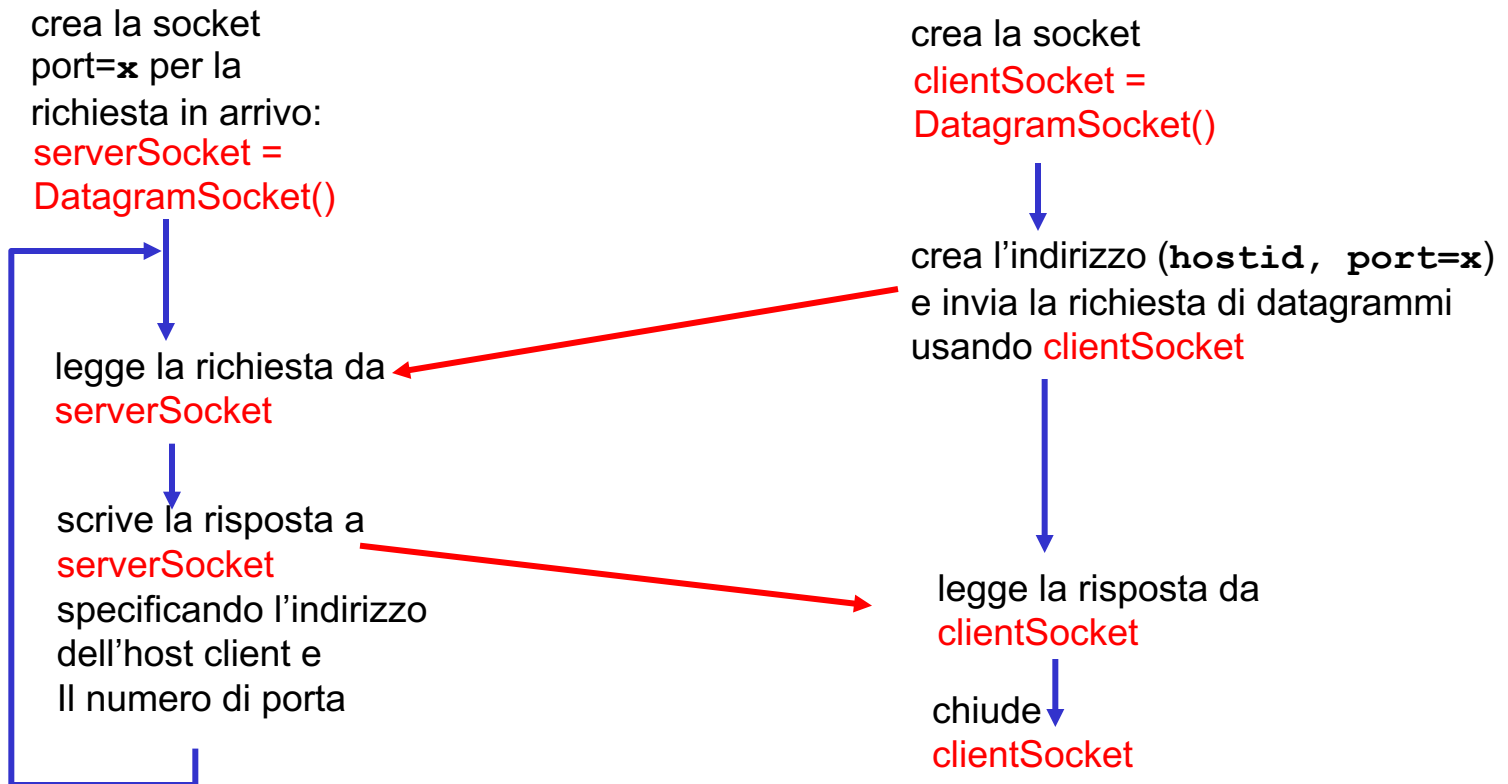 crea la socket
port=x per la
richiesta in arrivo:
serverSocket =
DatagramSocket()
legge la richiesta da
serverSocket
scrive la risposta a
serverSocket
specificando l’indirizzo
dell’host client e
Il numero di porta
crea la socket
clientSocket =
DatagramSocket()
crea l’indirizzo (hostid, port=x)
e invia la richiesta di datagrammi
usando clientSocket
legge la risposta da
clientSocket
chiude
clientSocket